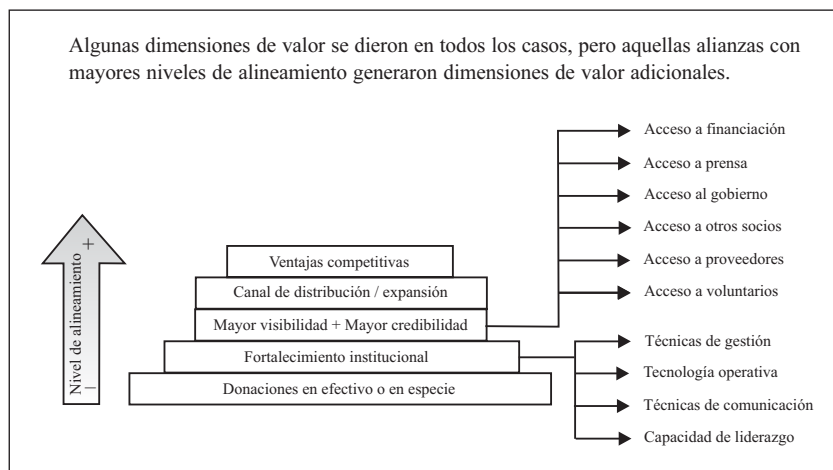 Algunas dimensiones de valor se dieron en todos los casos, pero aquellas alianzas con
mayores niveles de alineamiento generaron dimensiones de valor adicionales.
Nivel de alineamiento
+
–
Ventajas competitivas
Canal de distribución / expansión
Mayor visibilidad + Mayor credibilidad
Fortalecimiento institucional
Donaciones en efectivo o en especie
Acceso a financiación
Acceso a prensa
Acceso al gobierno
Acceso a otros socios
Acceso a proveedores
Acceso a voluntarios
Técnicas de gestión
Tecnología operativa
Técnicas de comunicación
Capacidad de liderazgo